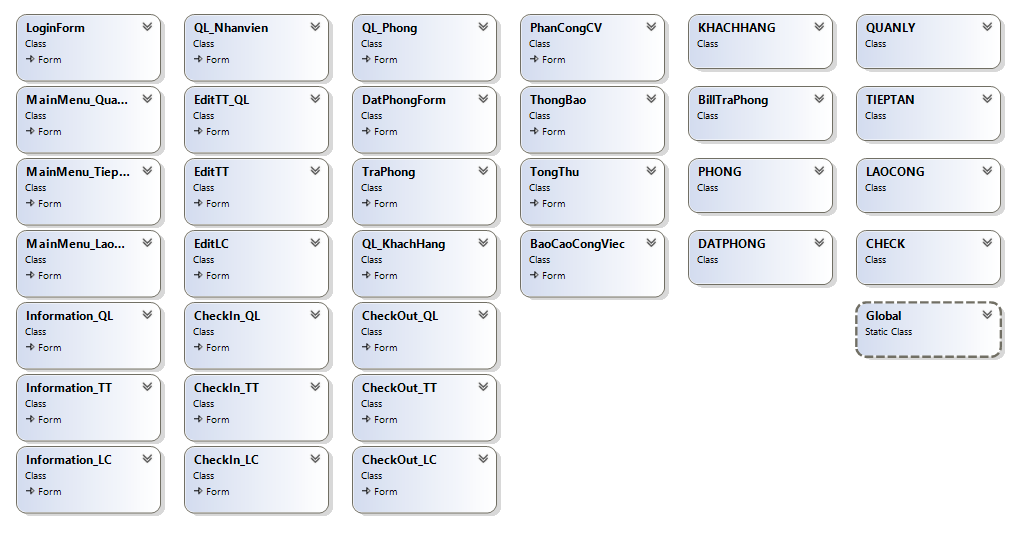 LoginForm
Class
Form
MainMenu_Qua...
Class
Form
MainMenu_Tiep...
Class
Form
MainMenu_Lao...
Class
Form
Information_QL
Class
Form
Information_TT
Class
Form
Information_LC
Class
Form
QL_Nhanvien
Class
Form
EditTT_QL
Class
Form
EditTT
Class
Form
EditLC
Class
Form
CheckIn_QL
Class
Form
CheckIn_TT
Class
Form
CheckIn_LC
Class
Form
QL_Phong
Class
Form
DatPhongForm
Class
Form
TraPhong
Class
Form
QL_KhachHang
Class
Form
CheckOut_QL
Class
Form
CheckOut_TT
Class
Form
CheckOut_LC
Class
Form
PhanCongCV
Class
Form
ThongBao
Class
Form
TongThu
Class
Form
BaoCaoCongViec
Class
Form
KHACHHANG
Class
BillTraPhong
Class
PHONG
Class
DATPHONG
Class
QUANLY
Class
TIEPTAN
Class
LAOCONG
Class
CHECK
Class
Global
Static Class